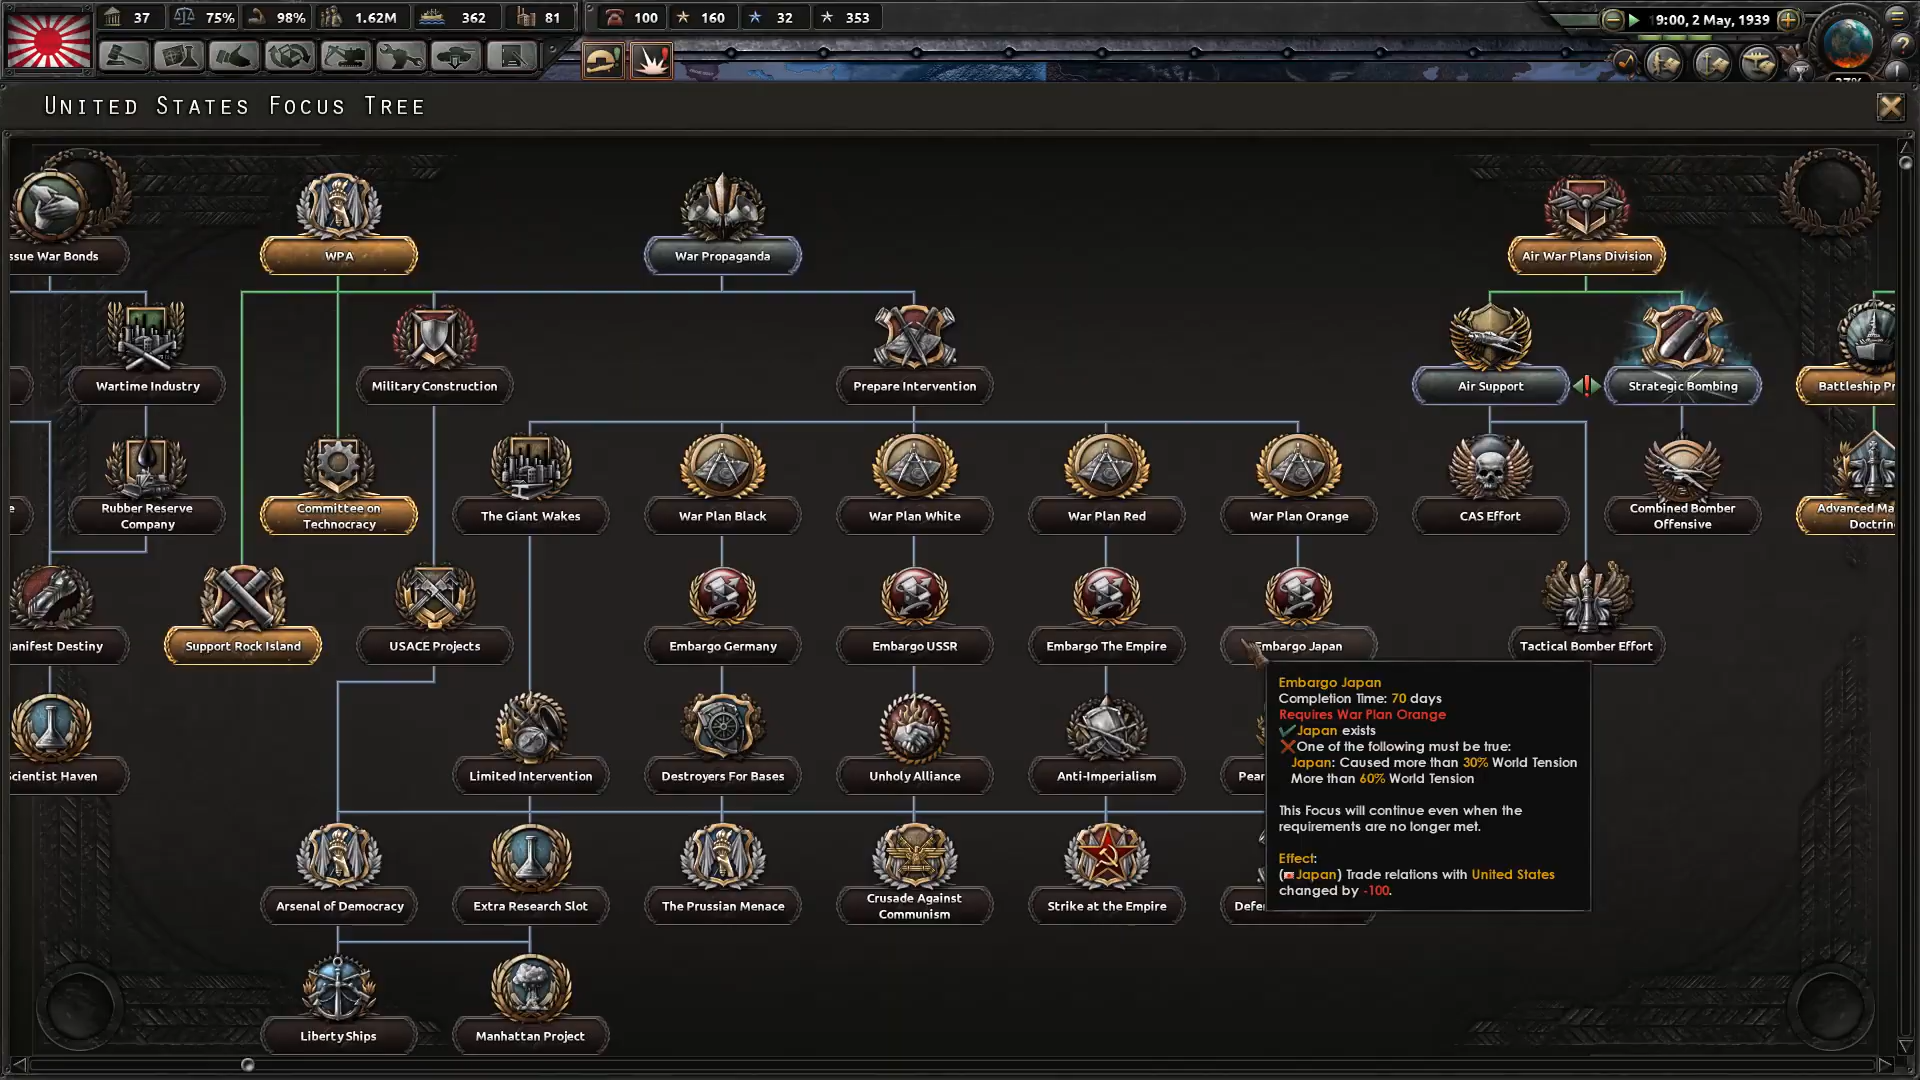 37
75%
98%
1.62M
362
81
100
160
32
353
19:00, 2 May, 1939
United States Focus Tree
ssue War Bonds
WPA
War Propaganda
Air War Plans Division
Wartime Industry
Military Construction
Prepare Intervention
Air Support
Strategic Bombing
Battleship Pr
Rubber Reserve
Company
Committee on
Technocracy
The Giant Wakes
War Plan Black
War Plan White
War Plan Red
War Plan Orange
CAS Effort
Combined Bomber
Offensive
Advanced Ma
Doctrin
anifest Destiny
Support Rock Island
USACE Projects
Embargo Germany
Embargo USSR
Embargo The Empire
Embargo Japan
Tactical Bomber Effort
cientist Haven
Limited Intervention
Destroyers For Bases
Unholy Alliance
Anti-Imperialism
Pear
Embargo Japan
Completion Time: 70 days
Requires War Plan Orange
Japan exists
One of the following must be true:
Japan: Caused more than 30% World Tension
More than 60% World Tension
This Focus will continue even when the
requirements are no longer met.
Effect:
(Japan) Trade relations with United States
changed by -100.
Arsenal of Democracy
Extra Research Slot
The Prussian Menace
Crusade Against
Communism
Strike at the Empire
Defen
Liberty Ships
Manhattan Project